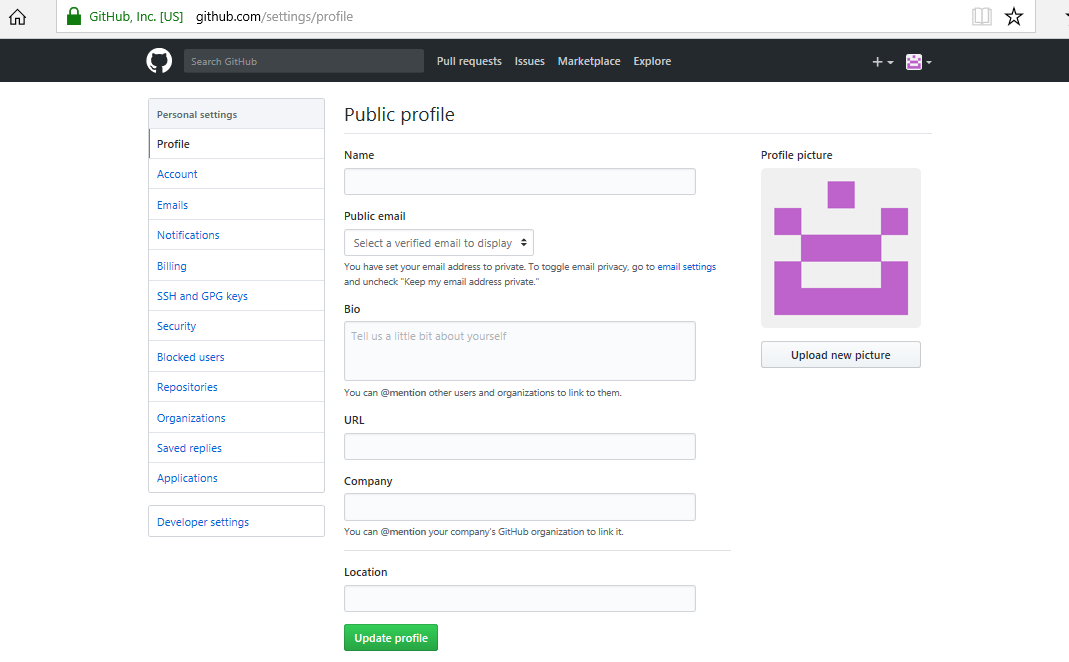 GitHub, Inc. [US] github.com/settings/profile
Search GitHub Pull requests Issues Marketplace Explore
Personal settings
Profile
Account
Emails
Notifications
Billing
SSH and GPG keys
Security
Blocked users
Repositories
Organizations
Saved replies
Applications
Developer settings
Public profile
Name
Public email
Select a verified email to display
You have set your email address to private. To toggle email privacy, go to email settings
and uncheck "Keep my email address private."
Bio
Tell us a little bit about yourself
You can @mention other users and organizations to link to them.
URL
Company
You can @mention your company's GitHub organization to link it.
Location
Update profile
Profile picture
Upload new picture